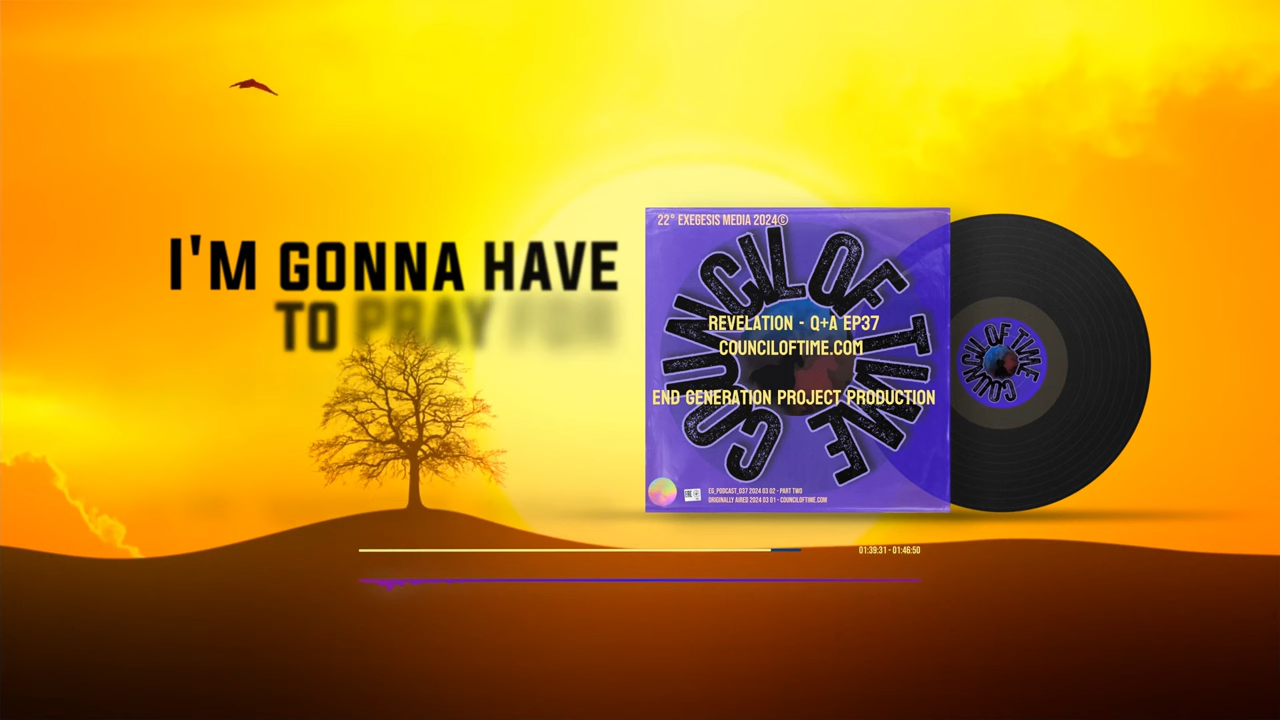 I'M GONNA HAVE
TO PRAY FOR
22° EXEGESIS MEDIA 2024©
COUNCIL OF TIME
REVELATION - Q+A EP37
COUNCILOFTIME.COM
END GENERATION PROJECT PRODUCTION
EG_PODCAST_037 2024 03 02 - PART TWO
ORIGINALLY AIRED 2024 03 01 - COUNCILOFTIME.COM
COUNCIL OF TIME
01:39:31 - 01:46:50